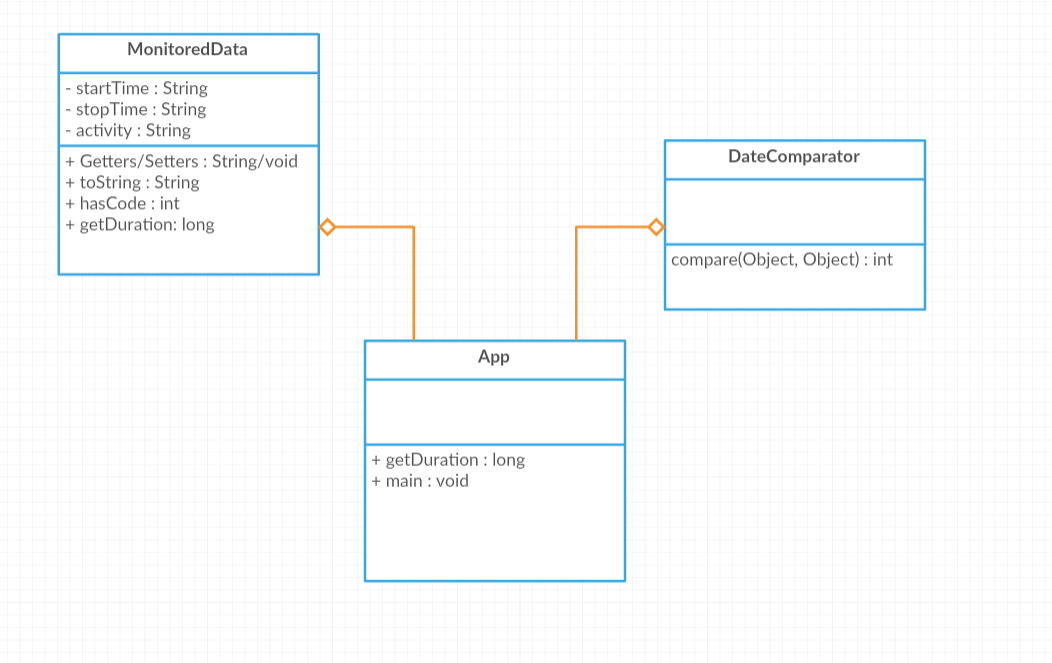 MonitoredData
- startTime : String
- stopTime : String
- activity : String
+ Getters/Setters : String/void
+ toString : String
+ hasCode : int
+ getDuration: long
DateComparator
compare(Object, Object) : int
App
+ getDuration : long
+ main : void